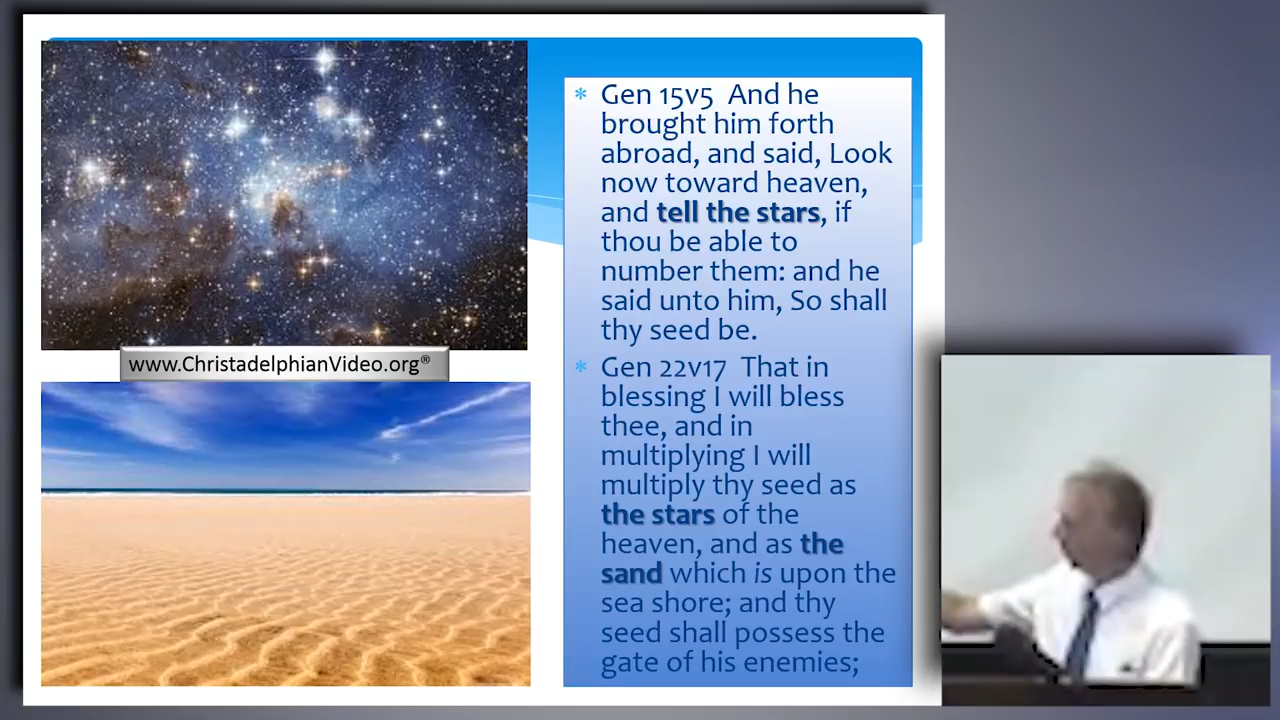 * Gen 15v5 And he
brought him forth
abroad, and said, Look
now toward heaven,
and tell the stars, if
thou be able to
number them: and he
said unto him, So shall
thy seed be.
* Gen 22v17 That in
blessing I will bless
thee, and in
multiplying I will
multiply thy seed as
the stars of the
heaven, and as the
sand which is upon the
sea shore; and thy
seed shall possess the
gate of his enemies;
www.ChristadelphianVideo.org®